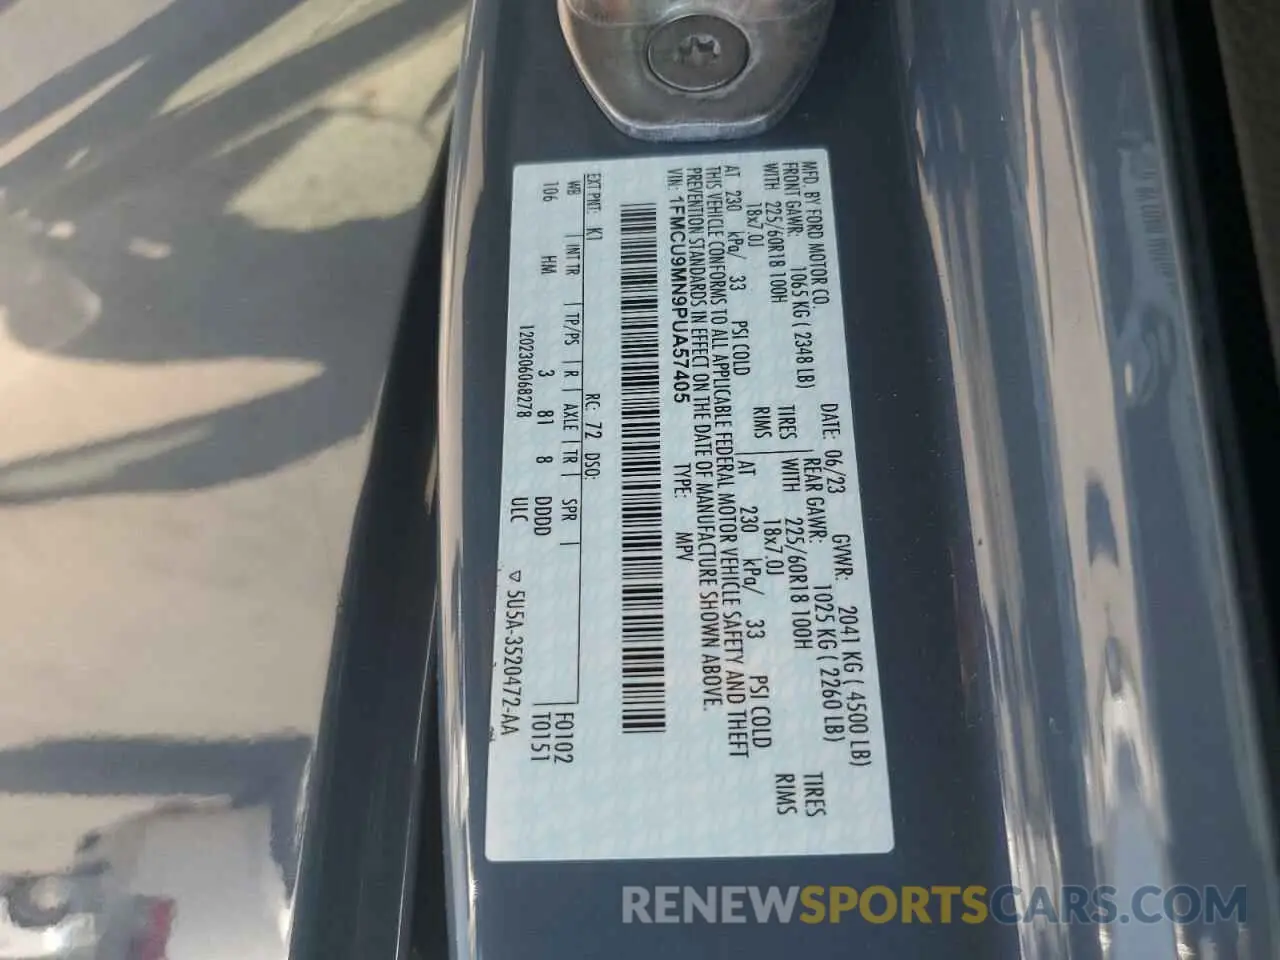 MFD. BY FORD MOTOR CO.
DATE: 06/23 GVWR: 2041 KG ( 4500 LB)
FRONT GAWR: 1065 KG ( 2348 LB) REAR GAWR: 1025 KG ( 2260 LB)
WITH 225/60R18 100H TIRES WITH 225/60R18 100H TIRES
18x7.0J RIMS 18x7.0J RIMS
AT 230 kPa/ 33 PSI COLD AT 230 kPa/ 33 PSI COLD
THIS VEHICLE CONFORMS TO ALL APPLICABLE FEDERAL MOTOR VEHICLE SAFETY AND THEFT
PREVENTION STANDARDS IN EFFECT ON THE DATE OF MANUFACTURE SHOWN ABOVE.
VIN: 1FMCU9MN9PUA57405 TYPE: MPV
EXT PNT: K1 RC: 72 DSO:
WB INT TR TP/PS R AXLE TR SPR F0102
106 HM 3 81 8 DDDD T0151
12023060682​78 ULC ▽ 5U5A-3520472-AA
RENEWSPORTSCARS.COM